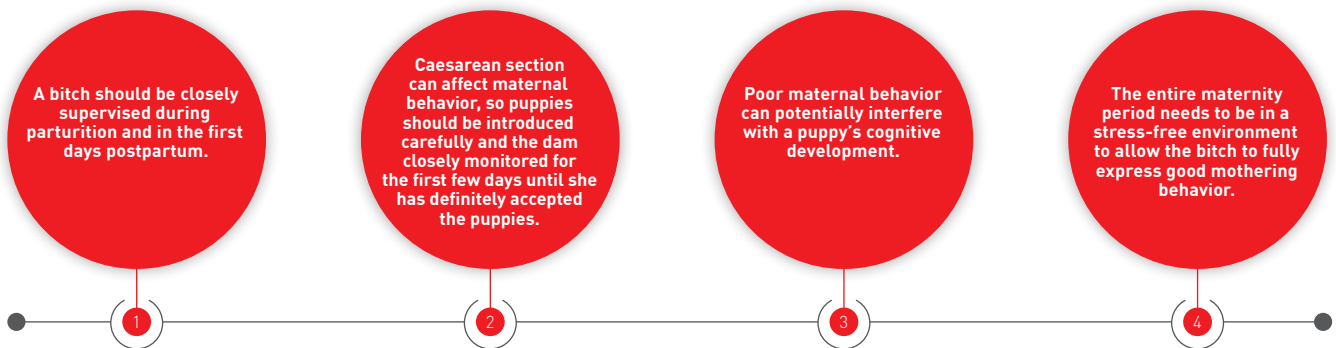 A bitch should be closely
supervised during
parturition and in the first
days postpartum.
Caesarean section
can affect maternal
behavior, so puppies
should be introduced
carefully and the dam
closely monitored for
the first few days until she
has definitely accepted
the puppies.
Poor maternal behavior
can potentially interfere
with a puppy’s cognitive
development.
The entire maternity
period needs to be in a
stress-free environment
to allow the bitch to fully
express good mothering
behavior.
1
2
3
4